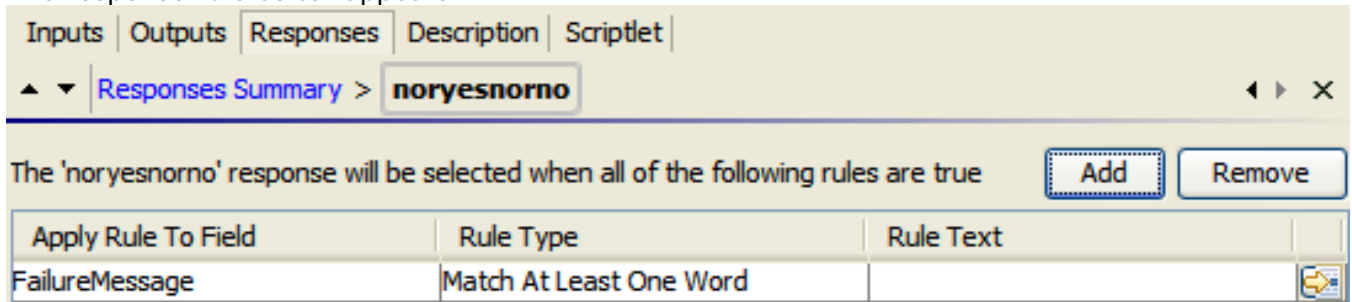 Inputs Outputs Responses Description Scriptlet
Responses Summary > noryesnorno
The 'noryesnorno' response will be selected when all of the following rules are true Add Remove
Apply Rule To Field Rule Type Rule Text
FailureMessage Match At Least One Word